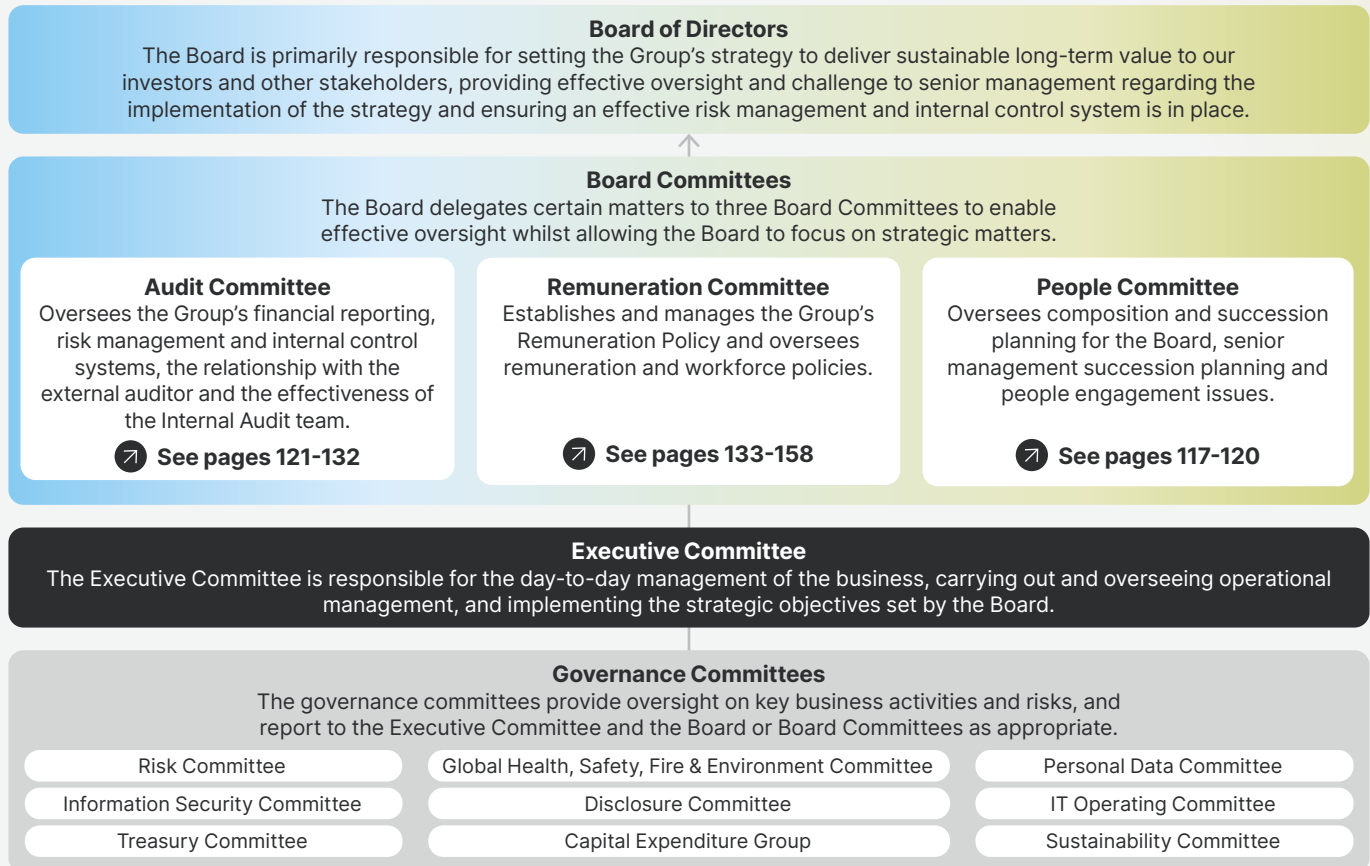 Board of Directors
The Board is primarily responsible for setting the Group’s strategy to deliver sustainable long-term value to our
investors and other stakeholders, providing effective oversight and challenge to senior management regarding the
implementation of the strategy and ensuring an effective risk management and internal control system is in place.
Board Committees
The Board delegates certain matters to three Board Committees to enable
effective oversight whilst allowing the Board to focus on strategic matters.
Audit Committee
Oversees the Group’s financial reporting,
risk management and internal control
systems, the relationship with the
external auditor and the effectiveness of
the Internal Audit team.
See pages 121-132
Remuneration Committee
Establishes and manages the Group’s
Remuneration Policy and oversees
remuneration and workforce policies.
See pages 133-158
People Committee
Oversees composition and succession
planning for the Board, senior
management succession planning and
people engagement issues.
See pages 117-120
Executive Committee
The Executive Committee is responsible for the day-to-day management of the business, carrying out and overseeing operational
management, and implementing the strategic objectives set by the Board.
Governance Committees
The governance committees provide oversight on key business activities and risks, and
report to the Executive Committee and the Board or Board Committees as appropriate.
Risk Committee
Global Health, Safety, Fire & Environment Committee
Personal Data Committee
Information Security Committee
Disclosure Committee
IT Operating Committee
Treasury Committee
Capital Expenditure Group
Sustainability Committee